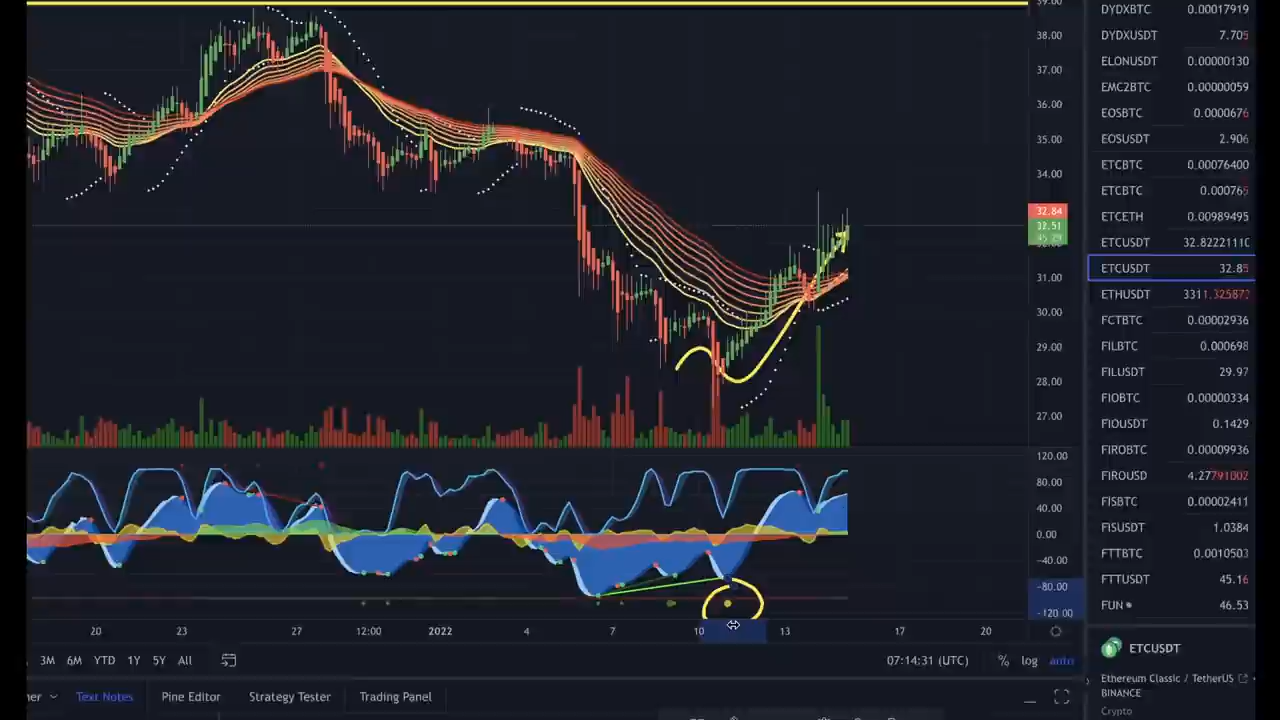 39.00
38.00
37.00
36.00
35.00
34.00
32.84
32.51
45:29
31.00
30.00
29.00
28.00
27.00
120.00
80.00
40.00
0.00
-40.00
-80.00
-120.00
20 23 27 12:00 2022 4 7 10 13 17 20
3M 6M YTD 1Y 5Y All
07:14:31 (UTC) % log auto
Text Notes Pine Editor Strategy Tester Trading Panel
DYDXBTC 0.00017919
DYDXUSDT 7.705
ELONUSDT 0.00000130
EMC2BTC 0.00000059
EOSBTC 0.0000676
EOSUSDT 2.906
ETCBTC 0.00076400
ETCBTC 0.000765
ETCETH 0.00989495
ETCUSDT 32.82221110
ETCUSDT 32.85
ETHUSDT
FCTBTC 0.00002936
FILBTC 0.000698
FILUSDT 29.97
FIOBTC 0.00000334
FIOUSDT 0.1429
FIROBTC 0.00009936
FIROUSD
FISBTC 0.00002411
FISUSDT 1.0384
FTTBTC 0.0010503
FTTUSDT 45.16
FUN 46.53
ETCUSDT
Ethereum Classic / TetherUS
BINANCE
Crypto